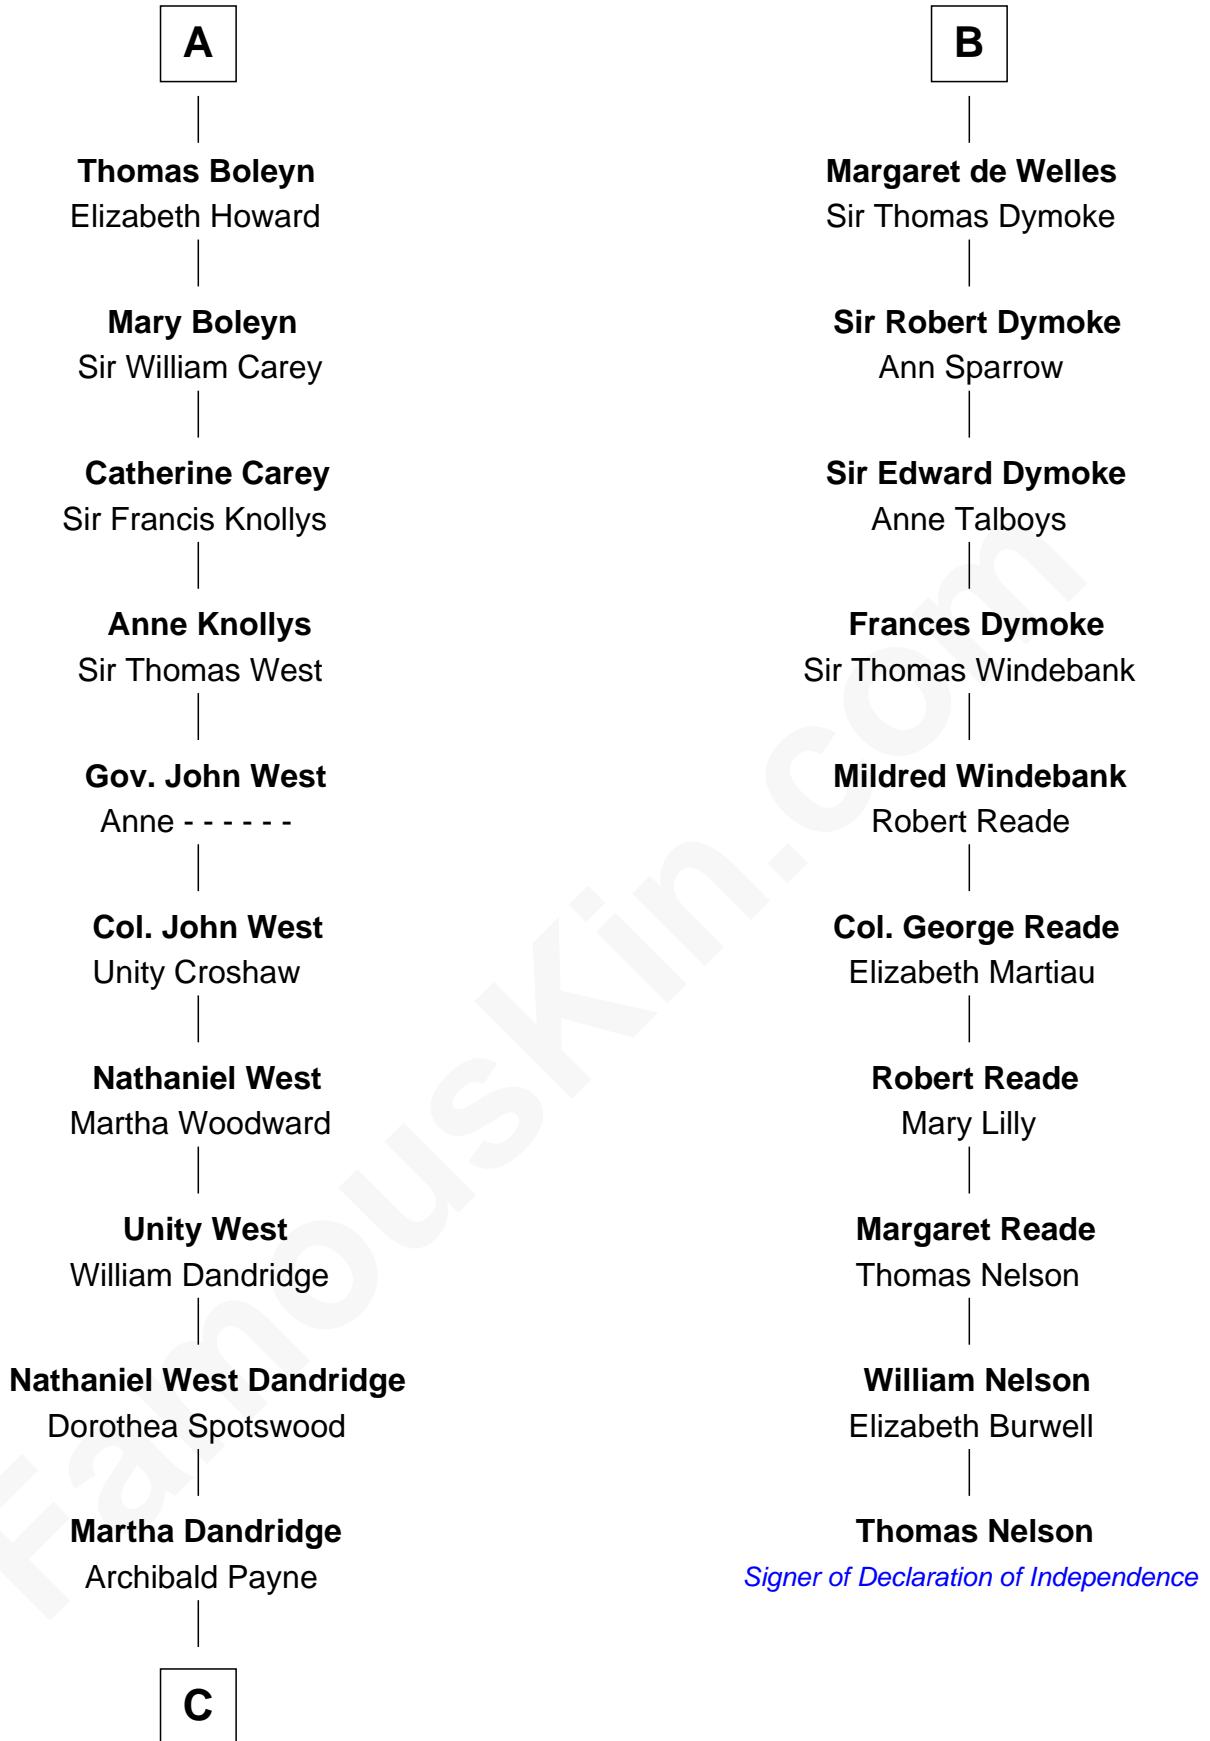 A
Thomas Boleyn
Elizabeth Howard
Mary Boleyn
Sir William Carey
Catherine Carey
Sir Francis Knollys
Anne Knollys
Sir Thomas West
Gov. John West
Anne - - - - - -
Col. John West
Unity Croshaw
Nathaniel West
Martha Woodward
Unity West
William Dandridge
Nathaniel West Dandridge
Dorothea Spotswood
Martha Dandridge
Archibald Payne
C
B
Margaret de Welles
Sir Thomas Dymoke
Sir Robert Dymoke
Ann Sparrow
Sir Edward Dymoke
Anne Talboys
Frances Dymoke
Sir Thomas Windebank
Mildred Windebank
Robert Reade
Col. George Reade
Elizabeth Martiau
Robert Reade
Mary Lilly
Margaret Reade
Thomas Nelson
William Nelson
Elizabeth Burwell
Thomas Nelson
Signer of Declaration of Independence
FamousKin.com